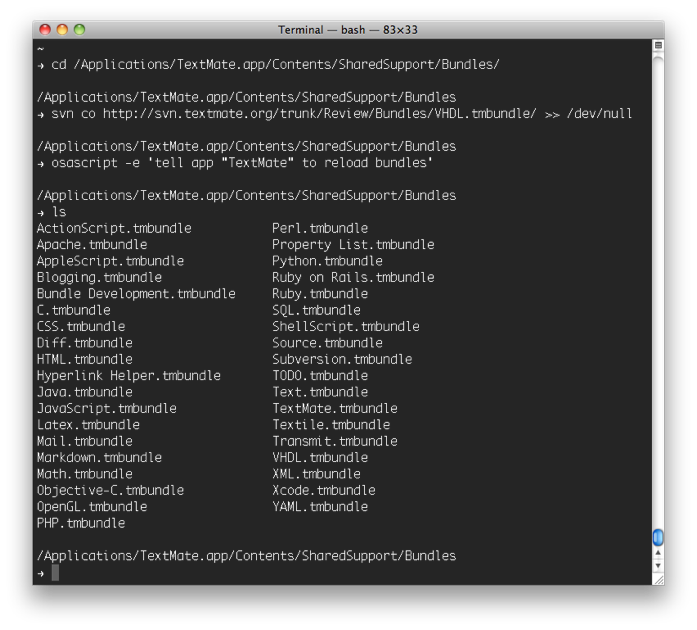 Terminal — bash — 83×33
~
→ cd /Applications/TextMate.app/Contents/SharedSupport/Bundles/
/Applications/TextMate.app/Contents/SharedSupport/Bundles
→ svn co http://svn.textmate.org/trunk/Review/Bundles/VHDL.tmbundle/ >> /dev/null
/Applications/TextMate.app/Contents/SharedSupport/Bundles
→ osascript -e 'tell app "TextMate" to reload bundles'
/Applications/TextMate.app/Contents/SharedSupport/Bundles
→ ls
ActionScript.tmbundle Perl.tmbundle
Apache.tmbundle Property List.tmbundle
AppleScript.tmbundle Python.tmbundle
Blogging.tmbundle Ruby on Rails.tmbundle
Bundle Development.tmbundle Ruby.tmbundle
C.tmbundle SQL.tmbundle
CSS.tmbundle ShellScript.tmbundle
Diff.tmbundle Source.tmbundle
HTML.tmbundle Subversion.tmbundle
Hyperlink Helper.tmbundle TODO.tmbundle
Java.tmbundle Text.tmbundle
JavaScript.tmbundle TextMate.tmbundle
Latex.tmbundle Textile.tmbundle
Mail.tmbundle Transmit.tmbundle
Markdown.tmbundle VHDL.tmbundle
Math.tmbundle XML.tmbundle
Objective-C.tmbundle Xcode.tmbundle
OpenGL.tmbundle YAML.tmbundle
PHP.tmbundle
/Applications/TextMate.app/Contents/SharedSupport/Bundles
→